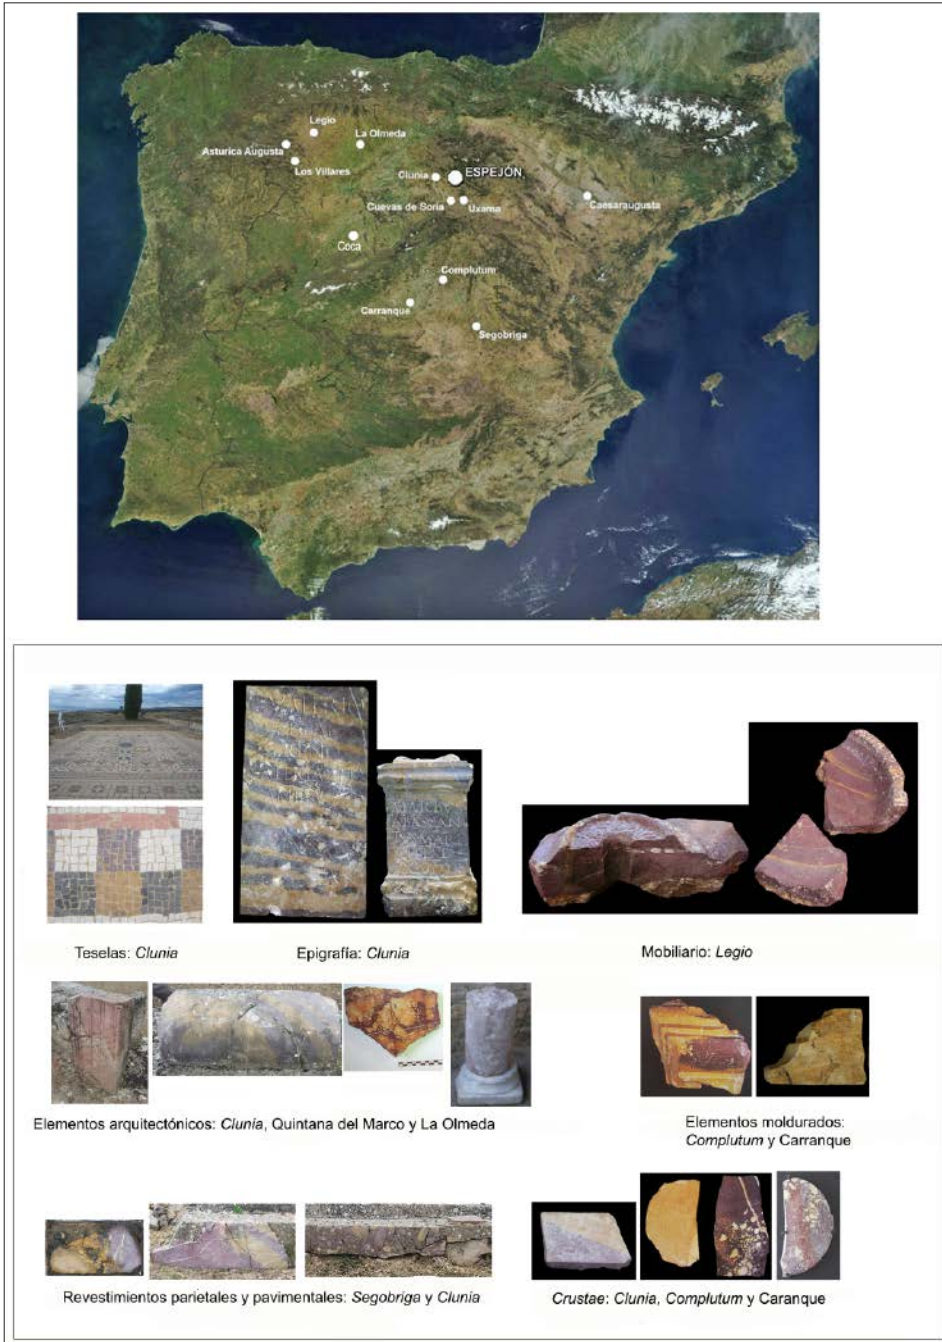 Legio
La Olmeda
Asturica Augusta
Los Villares
Clunia
ESPEJÓN
Cuevas de Soria
Uxama
Caesaraugusta
Coca
Complutum
Carranque
Segobriga
Teselas: Clunia
Epigrafía: Clunia
Mobiliario: Legio
Elementos arquitectónicos: Clunia, Quintana del Marco y La Olmeda
Elementos moldurados:
Complutum y Carranque
Revestimientos parietales y pavimentales: Segobriga y Clunia
Crustae: Clunia, Complutum y Caranque